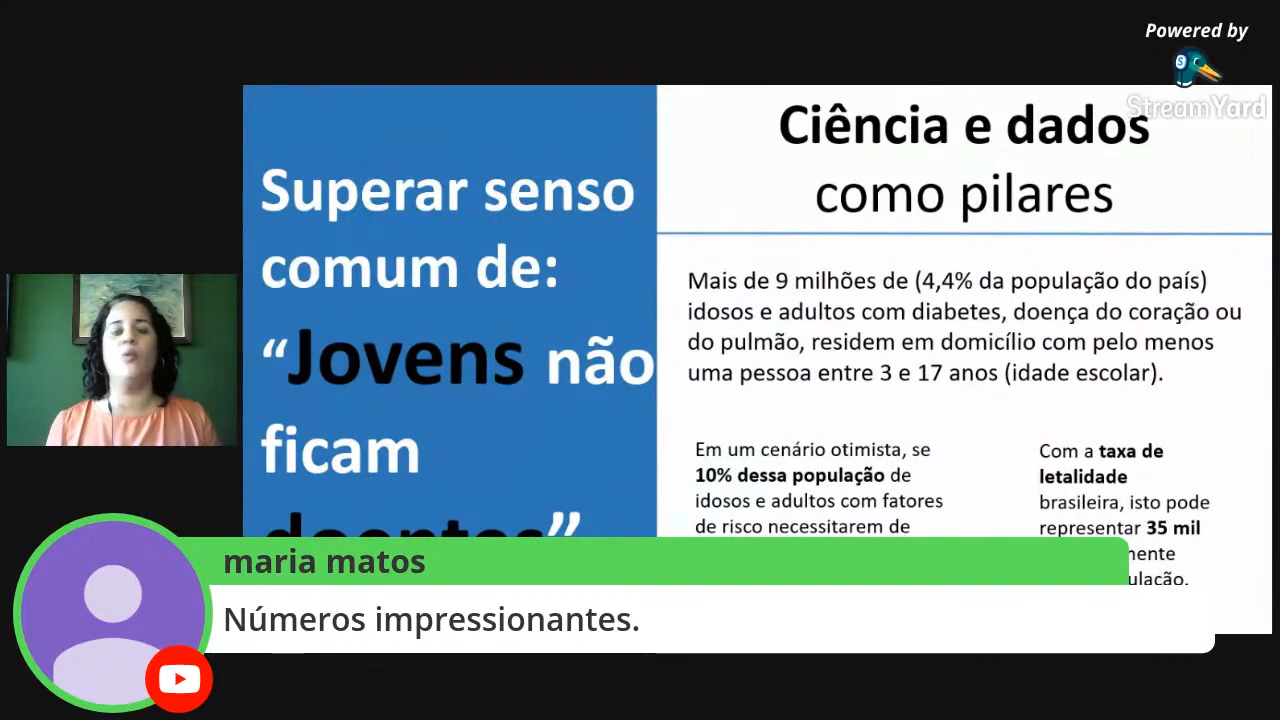 Powered by
StreamYard
Superar senso
comum de:
“Jovens não
ficam
doentes”
Ciência e dados
como pilares
Mais de 9 milhões de (4,4% da população do país)
idosos e adultos com diabetes, doença do coração ou
do pulmão, residem em domicílio com pelo menos
uma pessoa entre 3 e 17 anos (idade escolar).
Em um cenário otimista, se
10% dessa população de
idosos e adultos com fatores
de risco necessitarem de
Com a taxa de
letalidade
brasileira, isto pode
representar 35 mil
maria matos
Números impressionantes.